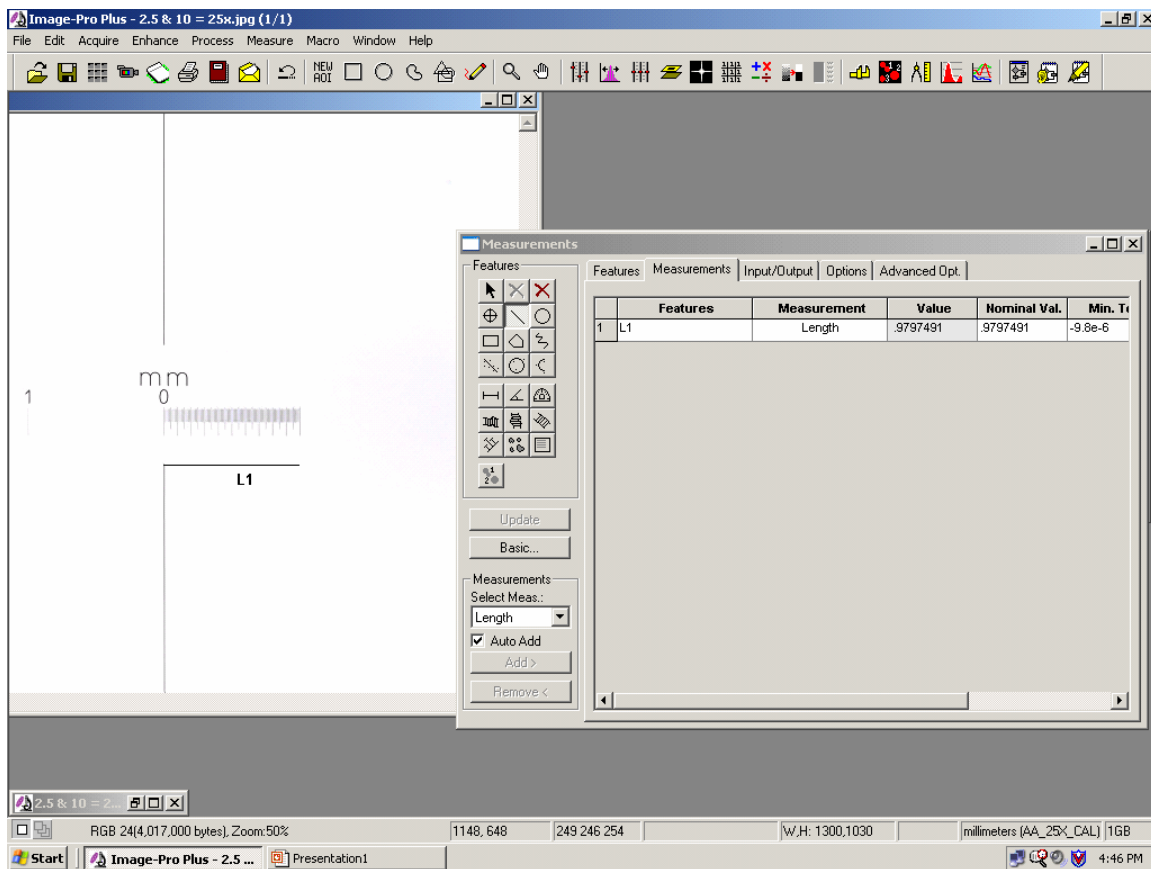 Image-Pro Plus - 2.5 & 10 = 25x.jpg (1/1)
File Edit Acquire Enhance Process Measure Macro Window Help
NEW
AOI
mm
1 0
L1
Measurements
Features
Update
Basic...
Measurements
Select Meas.:
Length
Auto Add
Add >
Remove <
Features Measurements Input/Output Options Advanced Opt.
Features Measurement Value Nominal Val. Min. To
1 L1 Length .9797491 .9797491 -9.8e-6
2.5 & 10 = 2...
RGB 24(4,017,000 bytes), Zoom:50% 1148, 648 249 246 254 W,H: 1300,1030 millimeters (AA_25X_CAL) 1GB
Start Image-Pro Plus - 2.5 ... Presentation1 4:46 PM